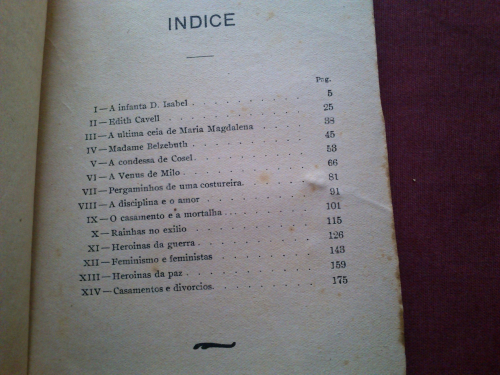 INDICE
Pag.
I—A infanta D. Isabel . . . . . . . . 5
II—Edith Cavell . . . . . . . . 25
III—A ultima ceia de Maria Magdalena . . . . 38
IV—Madame Belzebuth . . . . . . . 45
V—A condessa de Cosel . . . . . . . 53
VI—A Venus de Milo . . . . . . . 66
VII—Pergaminhos de uma costureira . . . . 81
VIII—A disciplina e o amor . . . . . . 91
IX—O casamento e a mortalha . . . . . 101
X—Rainhas no exilio . . . . . . . 115
XI—Heroinas da guerra . . . . . . . 126
XII—Feminismo e feministas . . . . . . 143
XIII—Heroinas da paz . . . . . . . 159
XIV—Casamentos e divorcios . . . . . . 175